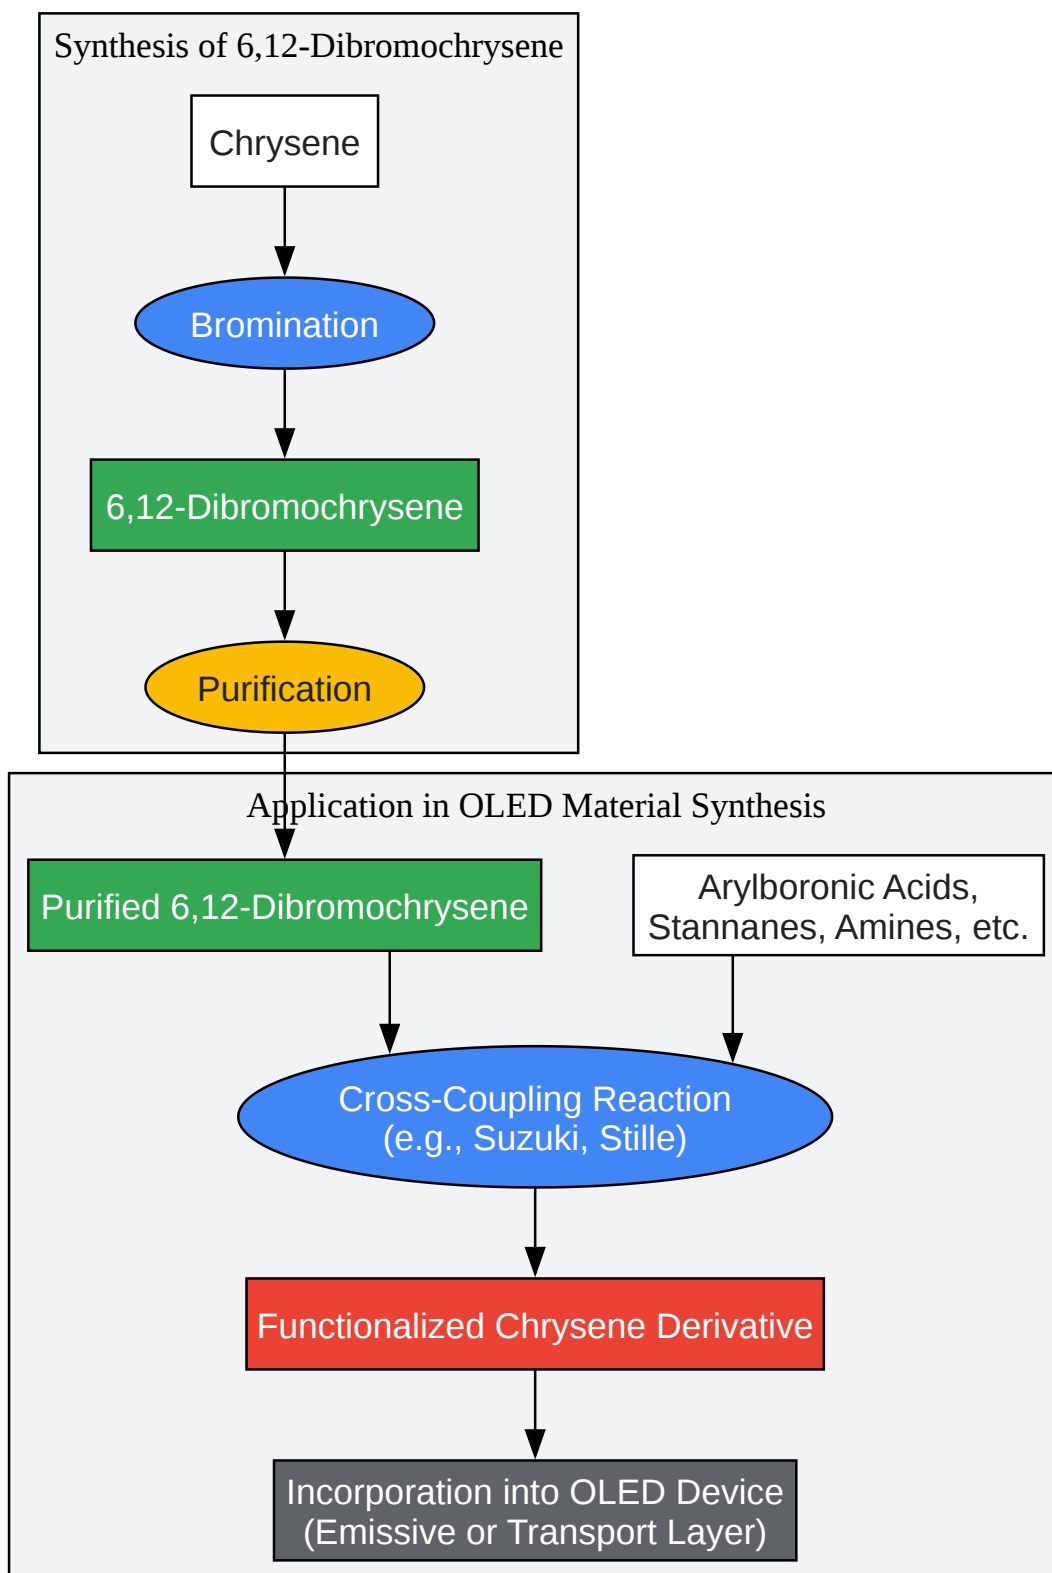 Synthesis of 6,12-Dibromochrysene
Chrysene
Bromination
6,12-Dibromochrysene
Purification
Application in OLED Material Synthesis
Purified 6,12-Dibromochrysene
Arylboronic Acids,
Stannanes, Amines, etc.
Cross-Coupling Reaction
(e.g., Suzuki, Stille)
Functionalized Chrysene Derivative
Incorporation into OLED Device
(Emissive or Transport Layer)